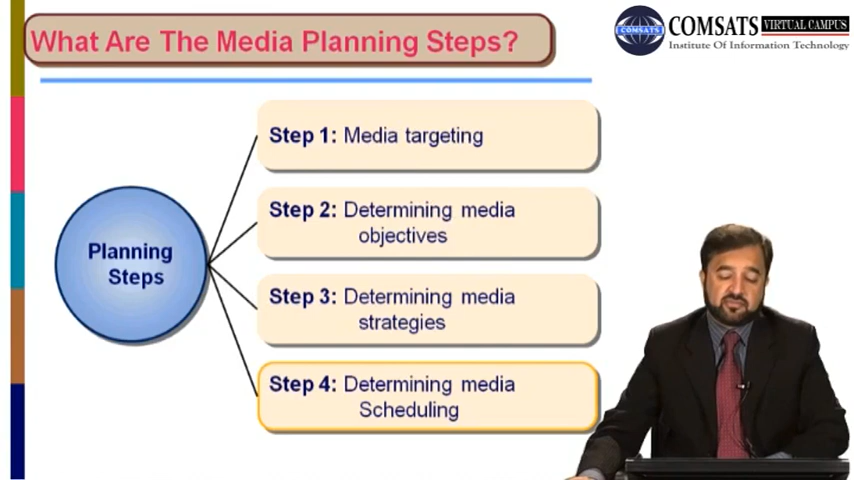 What Are The Media Planning Steps?
COMSATS VIRTUAL CAMPUS
Institute Of Information Technology
COMSATS
Planning
Steps
Step 1: Media targeting
Step 2: Determining media
objectives
Step 3: Determining media
strategies
Step 4: Determining media
Scheduling